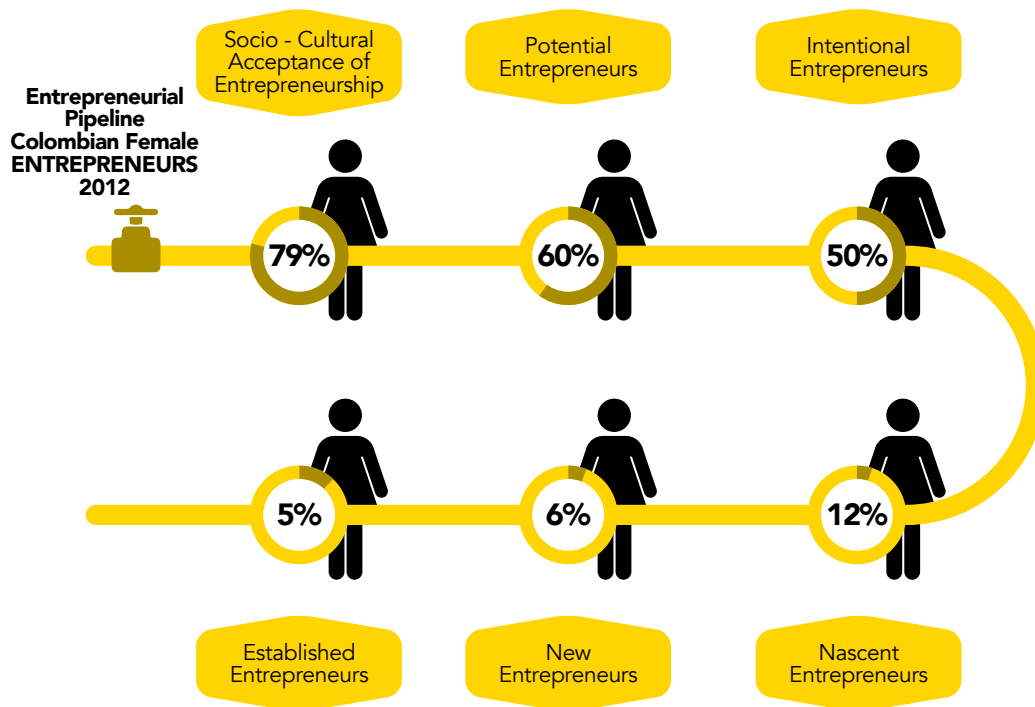 Socio - Cultural
Acceptance of
Entrepreneurship
Potential
Entrepreneurs
Intentional
Entrepreneurs
Entrepreneurial
Pipeline
Colombian Female
ENTREPRENEURS
2012
79%
60%
50%
5%
6%
12%
Established
Entrepreneurs
New
Entrepreneurs
Nascent
Entrepreneurs